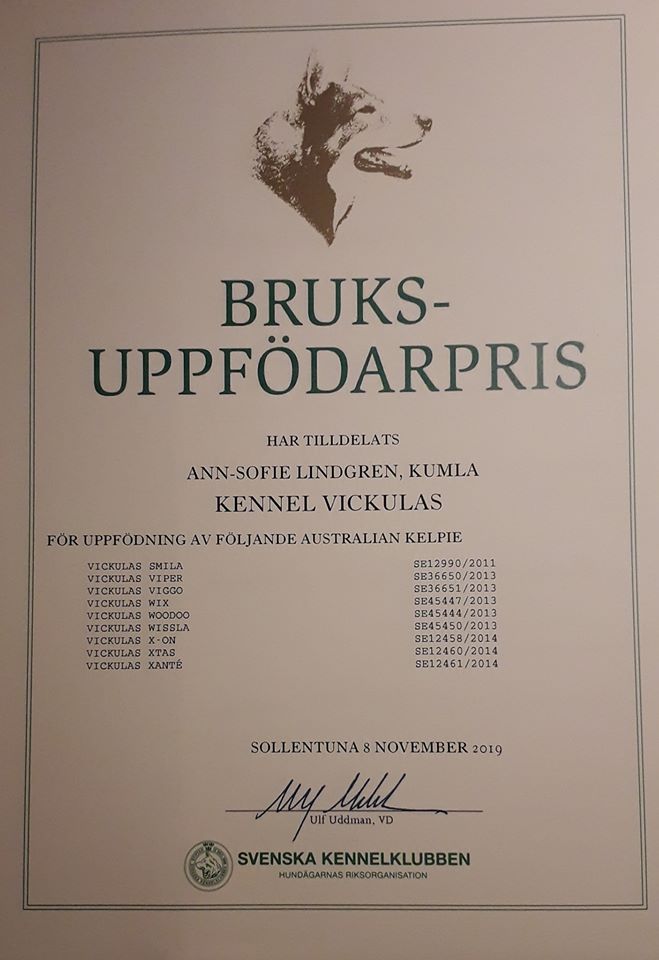 BRUKS-
UPPFÖDARPRIS
HAR TILLDELATS
ANN-SOFIE LINDGREN, KUMLA
KENNEL VICKULAS
FÖR UPPFÖDNING AV FÖLJANDE AUSTRALIAN KELPIE
VICKULAS SMILA SE12990/2011
VICKULAS VIPER SE36650/2013
VICKULAS VIGGO SE36651/2013
VICKULAS WIX SE45447/2013
VICKULAS WOODOO SE45444/2013
VICKULAS WISSLA SE45450/2013
VICKULAS X-ON SE12458/2014
VICKULAS XTAS SE12460/2014
VICKULAS XANTÉ SE12461/2014
SOLLENTUNA 8 NOVEMBER 2019
Ulf Uddman, VD
SVENSKA KENNELKLUBBEN
HUNDÄGARNAS RIKSORGANISATION